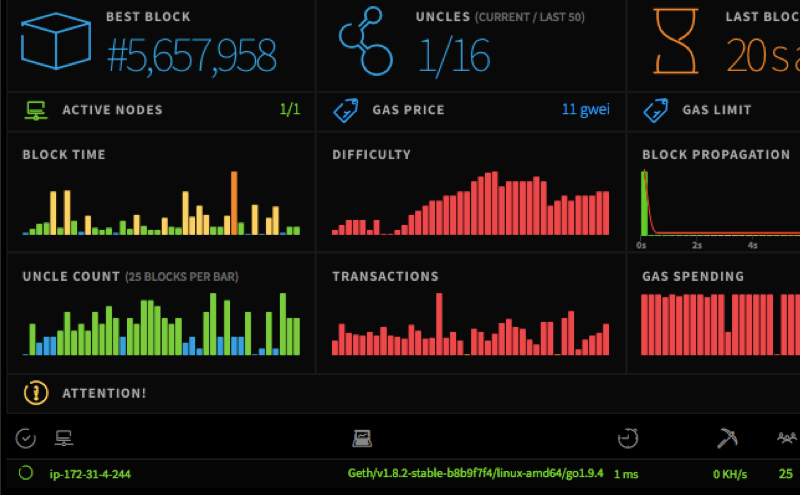 BEST BLOCK
#5,657,958
UNCLES (CURRENT / LAST 50)
1/16
LAST BLOC
20 s a
ACTIVE NODES 1/1
GAS PRICE 11 gwei
GAS LIMIT
BLOCK TIME
DIFFICULTY
BLOCK PROPAGATION
0s 2s 4s
UNCLE COUNT (25 BLOCKS PER BAR)
TRANSACTIONS
GAS SPENDING
ATTENTION!
ip-172-31-4-244 Geth/v1.8.2-stable-b8b9f7f4/linux-amd64/go1.9.4 1 ms 0 KH/s 25